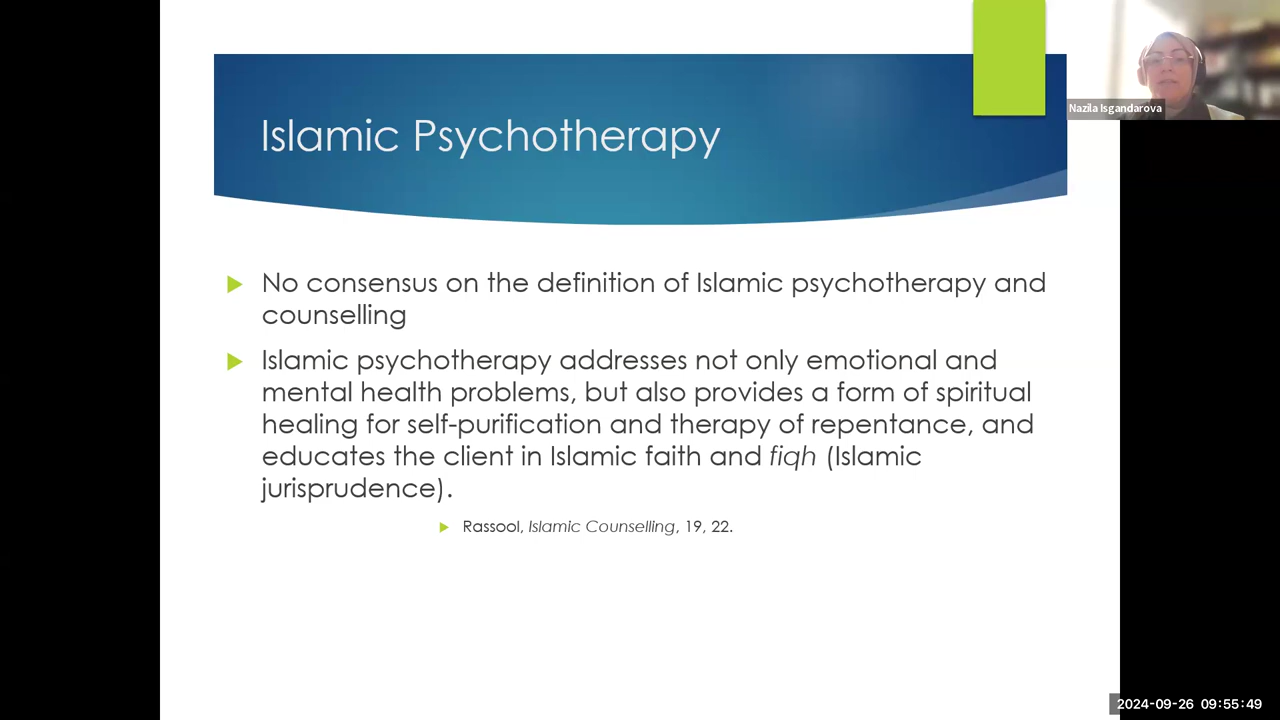 Islamic Psychotherapy
Nazila Isgandarova
No consensus on the definition of Islamic psychotherapy and
counselling
Islamic psychotherapy addresses not only emotional and
mental health problems, but also provides a form of spiritual
healing for self-purification and therapy of repentance, and
educates the client in Islamic faith and fiqh (Islamic
jurisprudence).
Rassool, Islamic Counselling, 19, 22.
2024-09-26 09:55:49